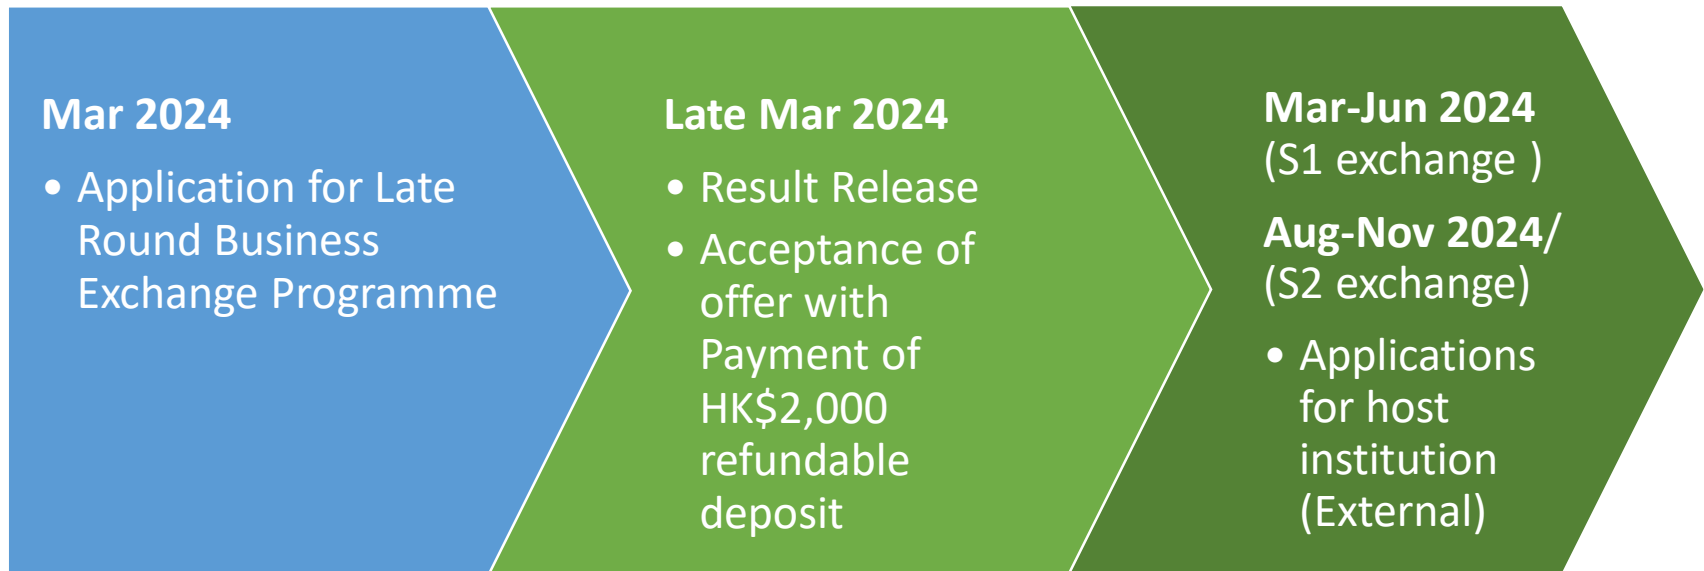 Mar 2024
• Application for Late
Round Business
Exchange Programme
Late Mar 2024
• Result Release
• Acceptance of
offer with
Payment of
HK$2,000
refundable
deposit
Mar-Jun 2024
(S1 exchange )
Aug-Nov 2024/
(S2 exchange)
• Applications
for host
institution
(External)